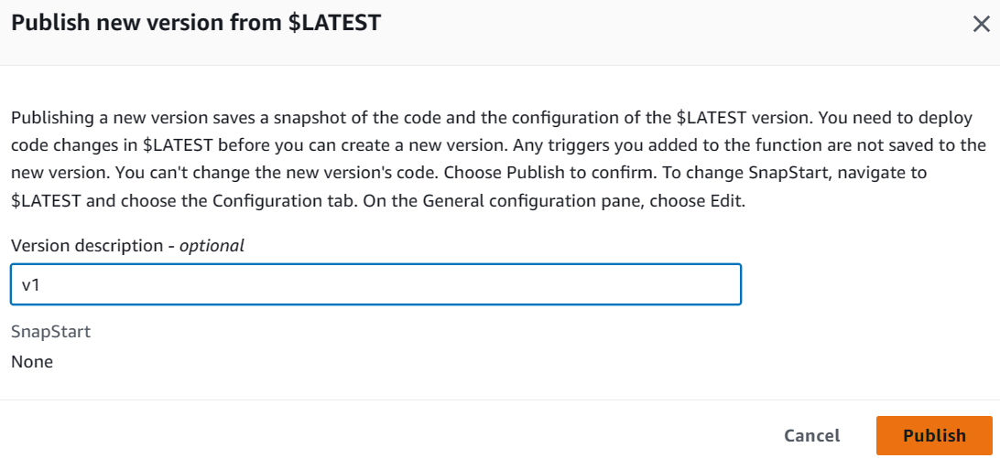 Publish new version from $LATEST
Publishing a new version saves a snapshot of the code and the configuration of the $LATEST version. You need to deploy
code changes in $LATEST before you can create a new version. Any triggers you added to the function are not saved to the
new version. You can't change the new version's code. Choose Publish to confirm. To change SnapStart, navigate to
$LATEST and choose the Configuration tab. On the General configuration pane, choose Edit.
Version description - optional
v1
SnapStart
None
Cancel Publish